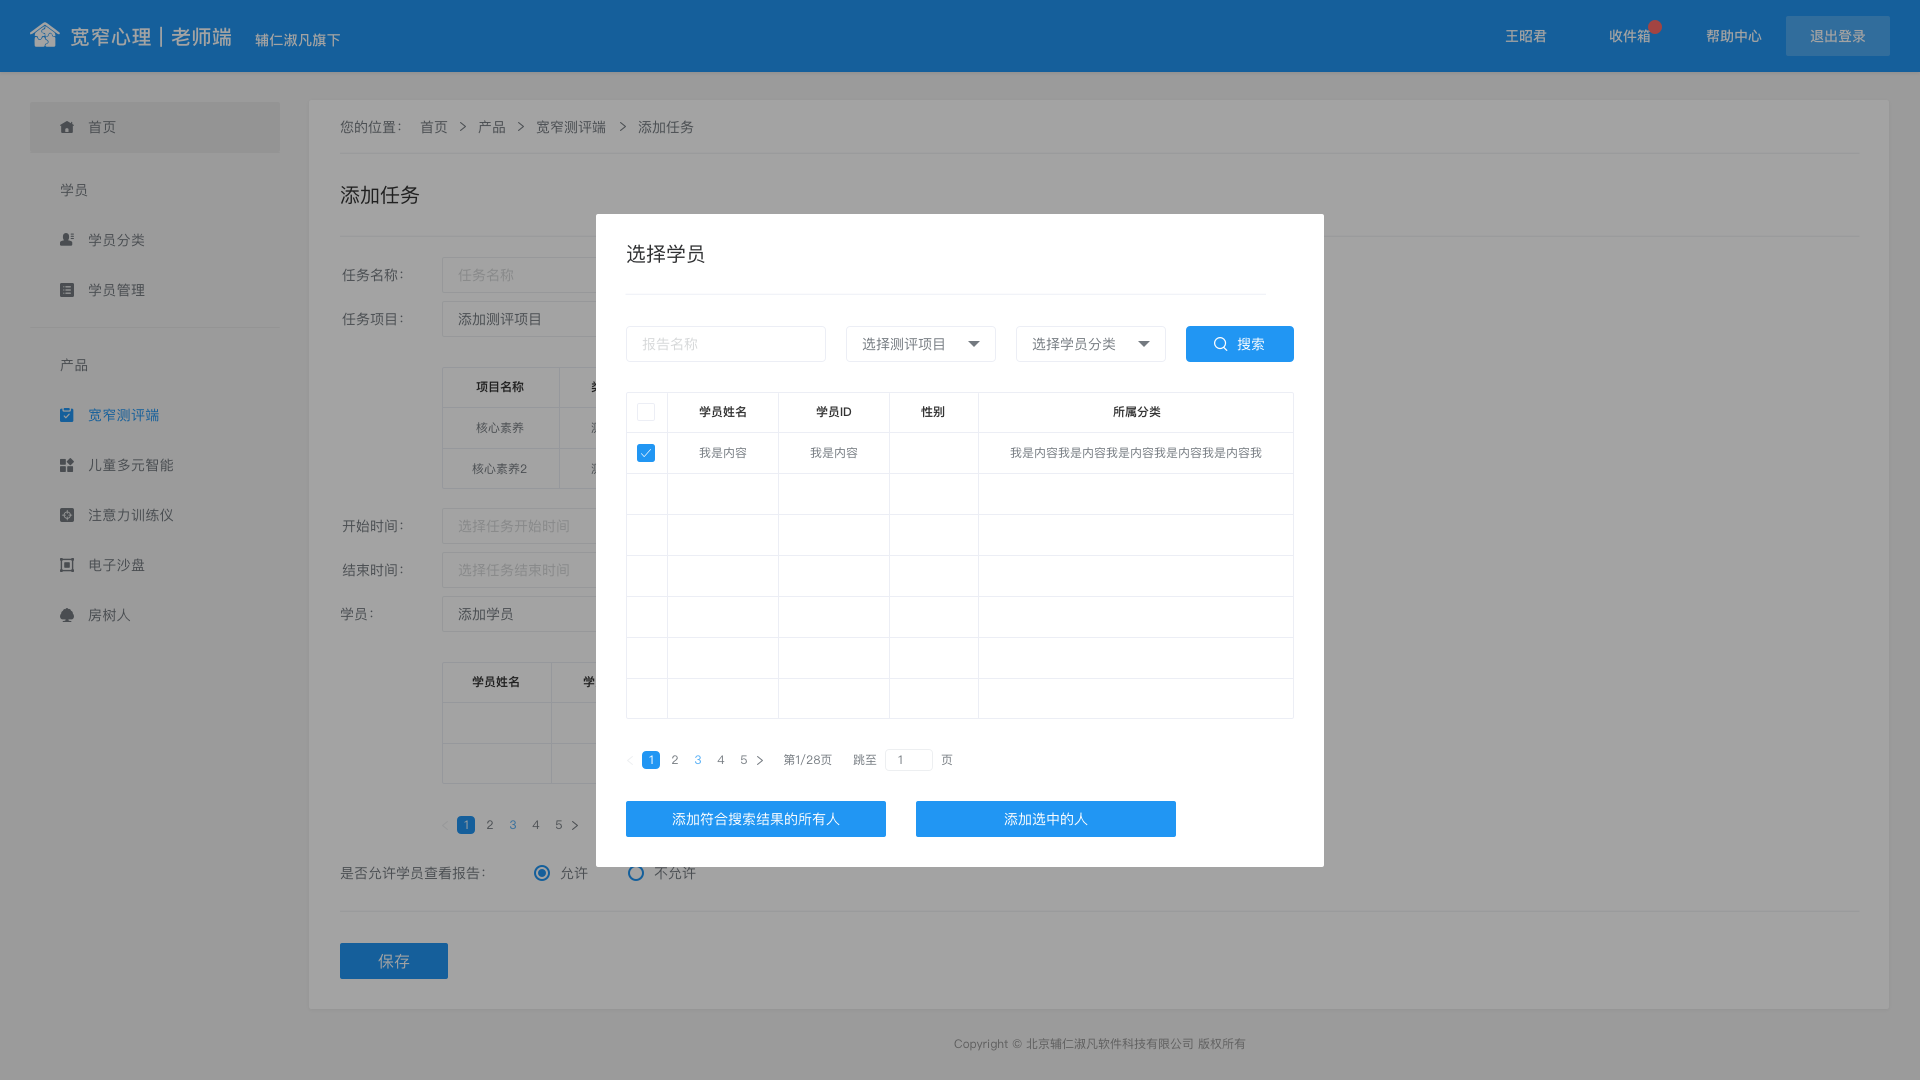 宽窄心理 | 老师端 辅仁淑凡旗下 王昭君 收件箱 帮助中心 退出登录
首页
学员
学员分类
学员管理
产品
宽窄测评端
儿童多元智能
注意力训练仪
电子沙盘
房树人
您的位置： 首页 > 产品 > 宽窄测评端 > 添加任务
添加任务
任务名称： 任务名称
任务项目： 添加测评项目
项目名称
核心素养
核心素养2
开始时间： 选择任务开始时间
结束时间： 选择任务结束时间
学员： 添加学员
学员姓名 学
1 2 3 4 5 >
是否允许学员查看报告： 允许 不允许
保存
选择学员
报告名称 选择测评项目 选择学员分类 搜索
学员姓名 学员ID 性别 所属分类
我是内容 我是内容 我是内容我是内容我是内容我是内容我是内容我
< 1 2 3 4 5 > 第1/28页 跳至 1 页
添加符合搜索结果的所有人 添加选中的人
Copyright © 北京辅仁淑凡软件科技有限公司 版权所有